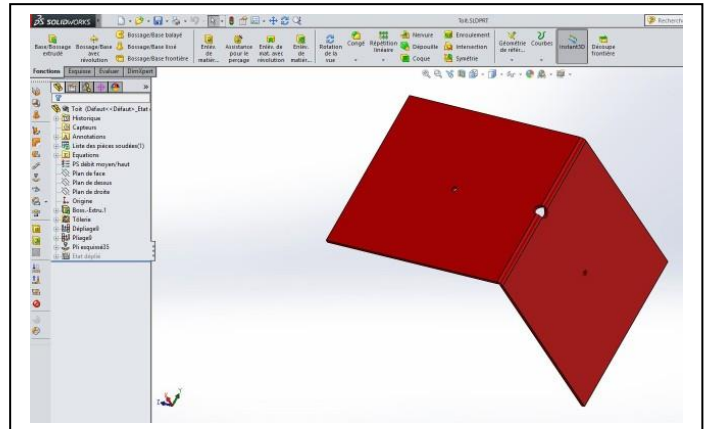 SOLIDWORKS
Toit.SLDPRT
Recherch
Base/Bossage extrudé
Bossage/Base avec révolution
Bossage/Base balayé
Bossage/Base lissé
Bossage/Base frontière
Enlèv. de matièr...
Assistance pour le perçage
Enlèv. de mat. avec révolution
Enlèv. de matièr...
Rotation de la vue
Congé
Répétition linéaire
Nervure
Dépouille
Coque
Enroulement
Intersection
Symétrie
Géométrie de référ...
Courbes
Instant3D
Découpe frontière
Fonctions
Esquisse
Evaluer
DimXpert
Toit (Défaut<<Défaut>_Etat
Historique
Capteurs
Annotations
Liste des pièces soudées(1)
Equations
PS débit moyen/haut
Plan de face
Plan de dessus
Plan de droite
Origine
Boss.-Extru.1
Tôlerie
Dépliage9
Pliage9
Pli esquissé35
Etat déplié